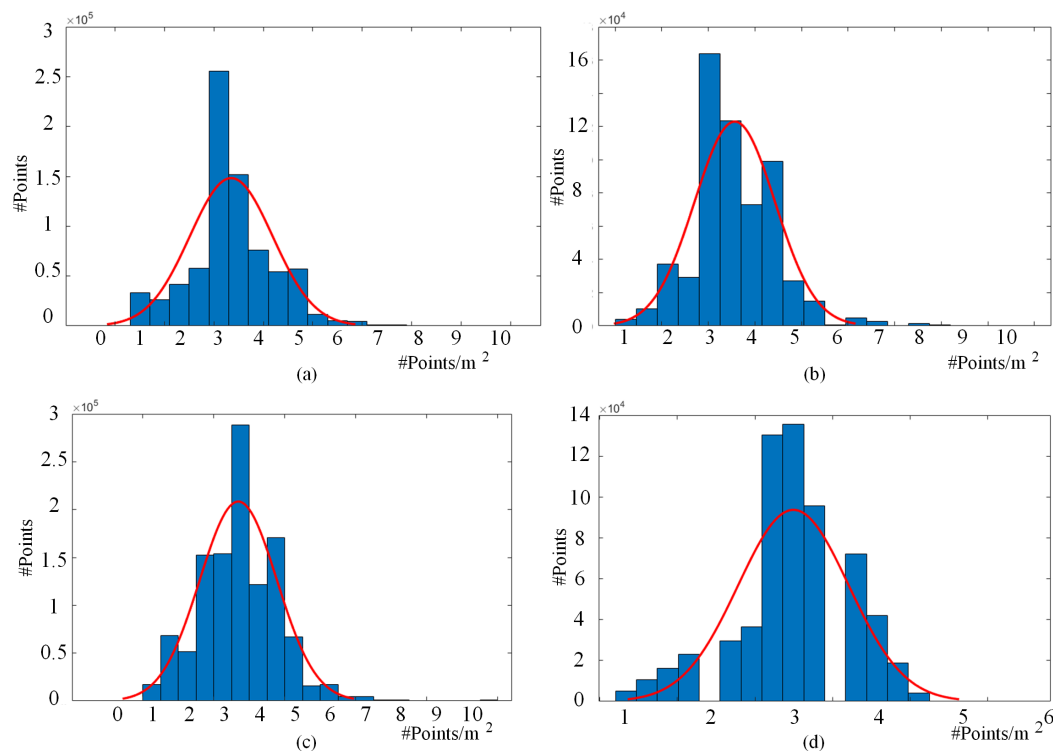 ×10⁵
3
2.5
2
1.5
1
0.5
0
#Points
0 1 2 3 4 5 6 7 8 9 10
#Points/m ²
(a)
×10⁴
16
12
8
4
0
#Points
1 2 3 4 5 6 7 8 9 10
#Points/m ²
(b)
×10⁵
3
2.5
2
1.5
1
0.5
0
#Points
0 1 2 3 4 5 6 7 8 9 10
#Points/m ²
(c)
×10⁴
14
12
10
8
6
4
2
0
#Points
1 2 3 4 5 6
#Points/m ²
(d)